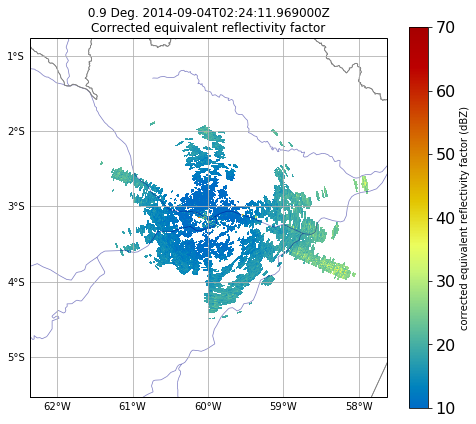 0.9 Deg. 2014-09-04T02:24:11.969000Z
Corrected equivalent reflectivity factor
1°S
2°S
3°S
4°S
5°S
62°W
61°W
60°W
59°W
58°W
70
60
50
40
30
20
10
corrected equivalent reflectivity factor (dBZ)